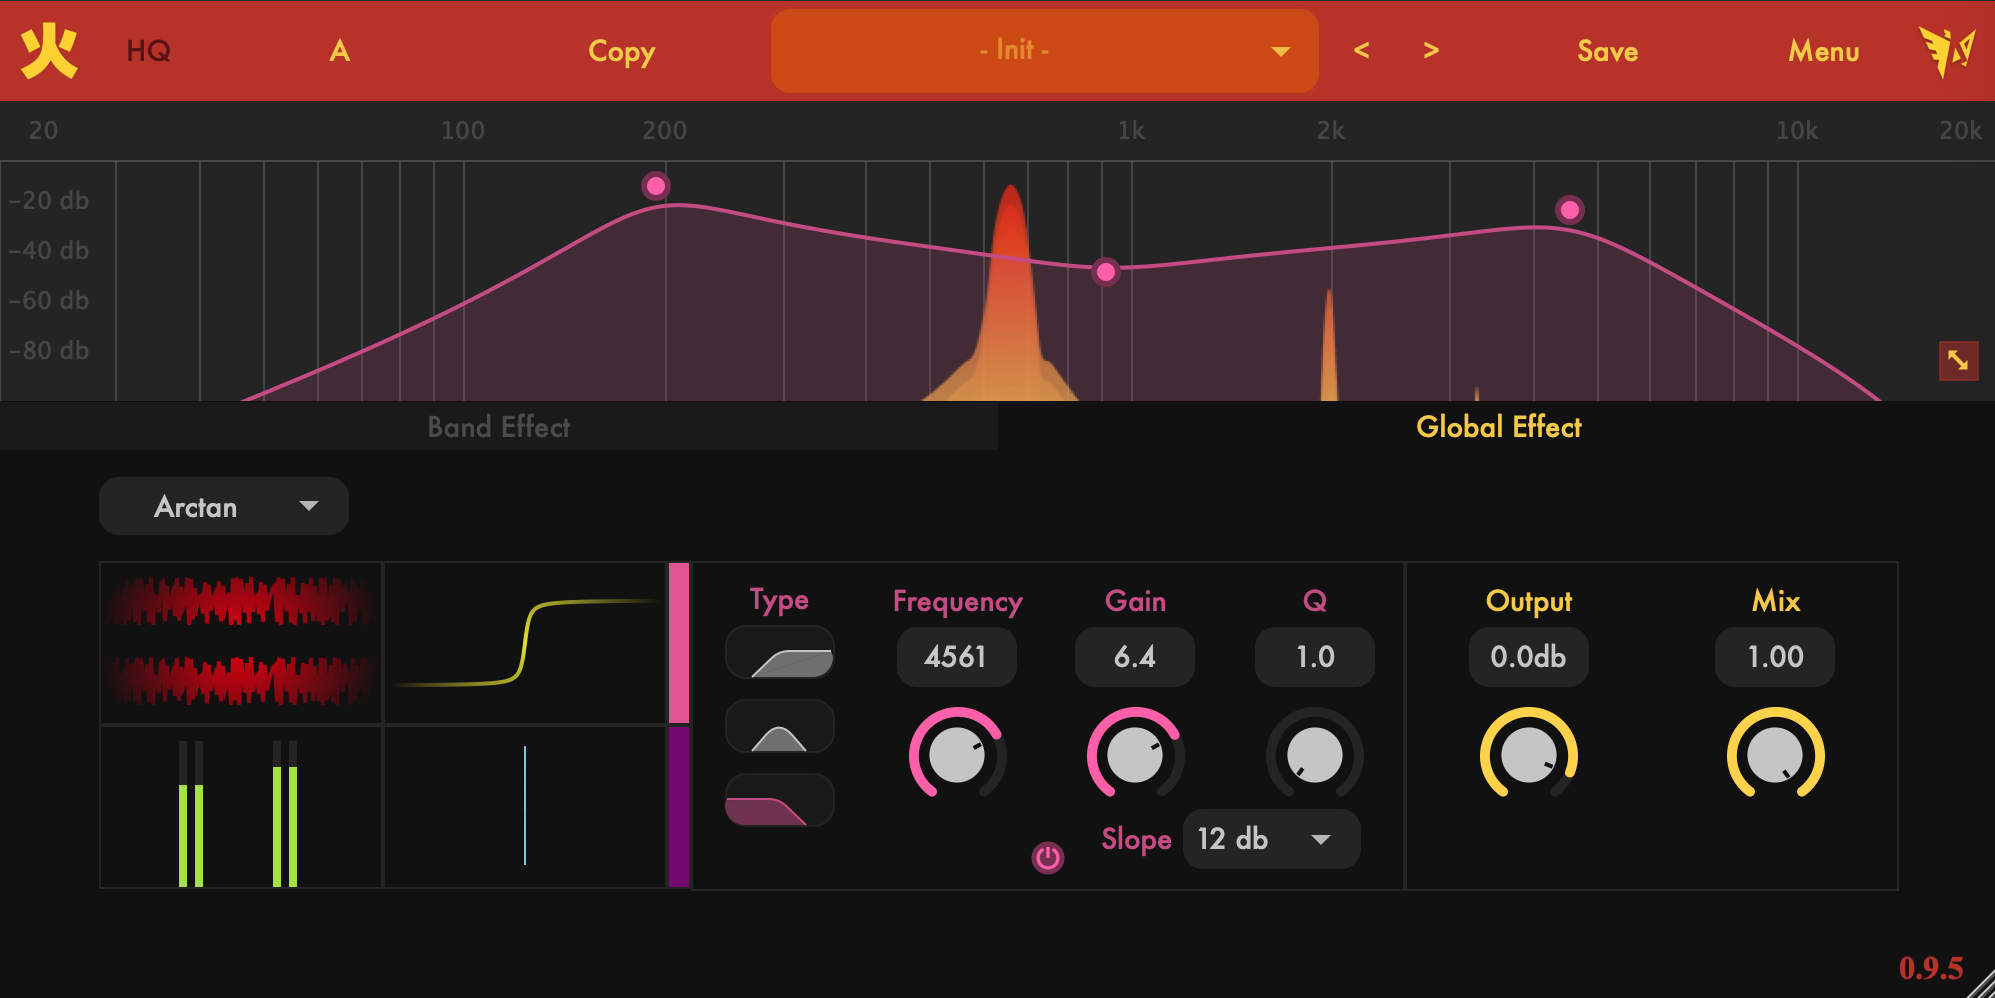 火 HQ A Copy - Init - < > Save Menu
20 100 200 1k 2k 10k 20k
-20 db
-40 db
-60 db
-80 db
Band Effect Global Effect
Arctan
Type Frequency Gain Q Output Mix
4561 6.4 1.0 0.0db 1.00
Slope 12 db
0.9.5